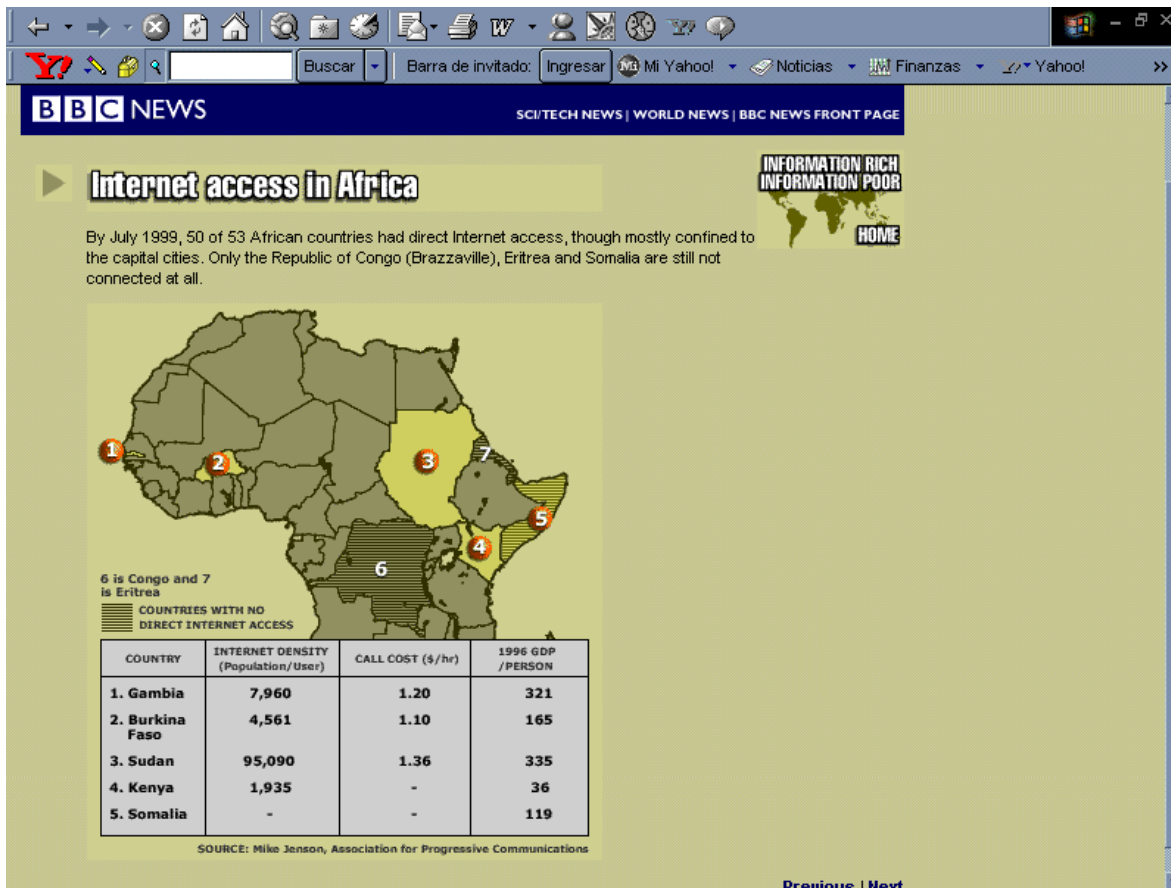 Buscar
Barra de invitado:
Ingresar
Mi Yahoo!
Noticias
Finanzas
Yahoo!
BBC NEWS
SCI/TECH NEWS | WORLD NEWS | BBC NEWS FRONT PAGE
Internet access in Africa
INFORMATION RICH
INFORMATION POOR
HOME
By July 1999, 50 of 53 African countries had direct Internet access, though mostly confined to
the capital cities. Only the Republic of Congo (Brazzaville), Eritrea and Somalia are still not
connected at all.
1
2
3
7
5
4
6
6 is Congo and 7
is Eritrea
COUNTRIES WITH NO
DIRECT INTERNET ACCESS
COUNTRY INTERNET DENSITY (Population/User) CALL COST ($/hr) 1996 GDP /PERSON
1. Gambia 7,960 1.20 321
2. Burkina Faso 4,561 1.10 165
3. Sudan 95,090 1.36 335
4. Kenya 1,935 - 36
5. Somalia - - 119
SOURCE: Mike Jenson, Association for Progressive Communications
Previous | Next